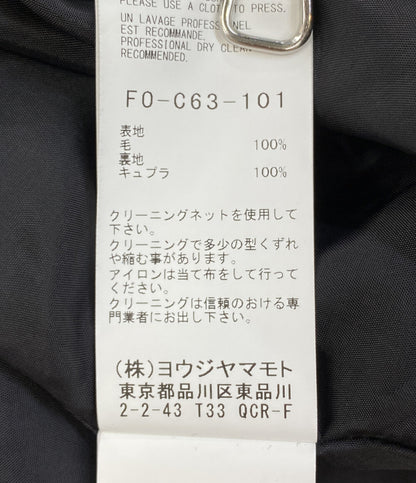 PLEASE USE A CLOTH TO PRESS.
UN LAVAGE PROFESSIONEL
EST RECOMMANDE.
PROFESSIONAL DRY CLEAN
RECOMMENDED.
FO-C63-101
表地
毛 100%
裏地
キュプラ 100%
クリーニングネットを使用して
下さい。
クリーニングで多少の型くずれ
や縮む事があります。
アイロンは当て布をして行って
ください。
クリーニングは信頼のおける専
門業者にお出し下さい。
(株)ヨウジヤマモト
東京都品川区東品川
2-2-43 T33 QCR-F